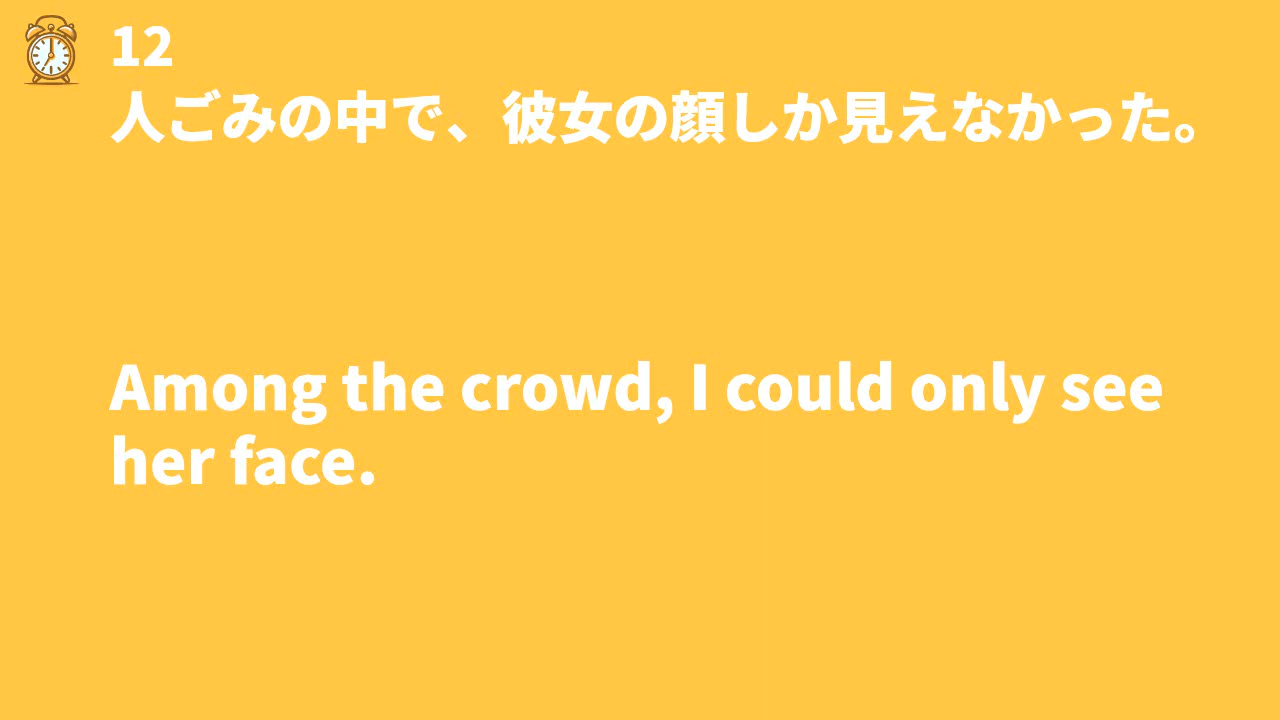 12
人ごみの中で、彼女の顔しか見えなかった。
Among the crowd, I could only see
her face.